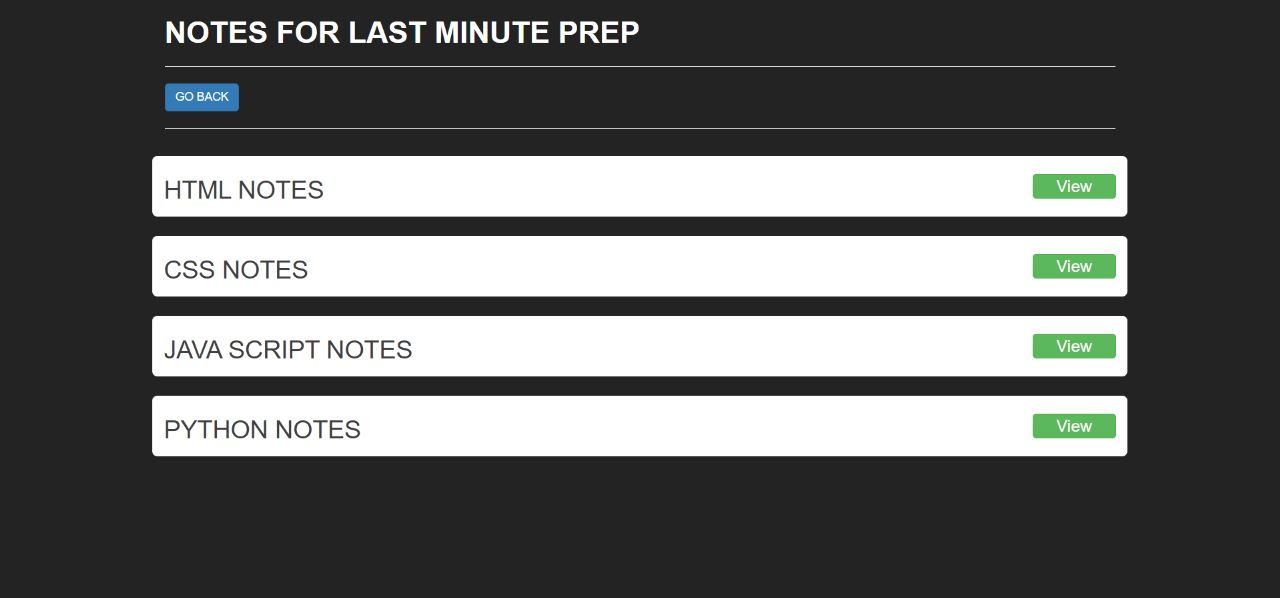 NOTES FOR LAST MINUTE PREP
GO BACK
HTML NOTES View
CSS NOTES View
JAVA SCRIPT NOTES View
PYTHON NOTES View